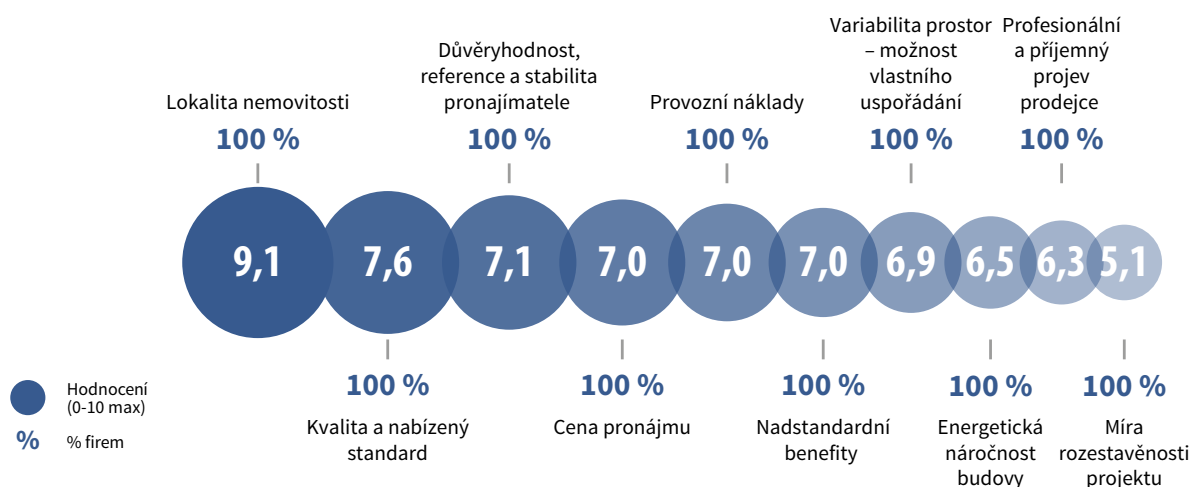 Lokalita nemovitosti
100 %
Důvěryhodnost,
reference a stabilita
pronajímatele
100 %
Provozní náklady
100 %
Variabilita prostor
– možnost
vlastního
uspořádání
100 %
Profesionální
a příjemný
projev
prodejce
100 %
9,1
7,6
7,1
7,0
7,0
7,0
6,9
6,5
6,3
5,1
100 %
Kvalita a nabízený
standard
100 %
Cena pronájmu
100 %
Nadstandardní
benefity
100 %
Energetická
náročnost
budovy
100 %
Míra
rozestavěnosti
projektu
Hodnocení
(0-10 max)
% % firem